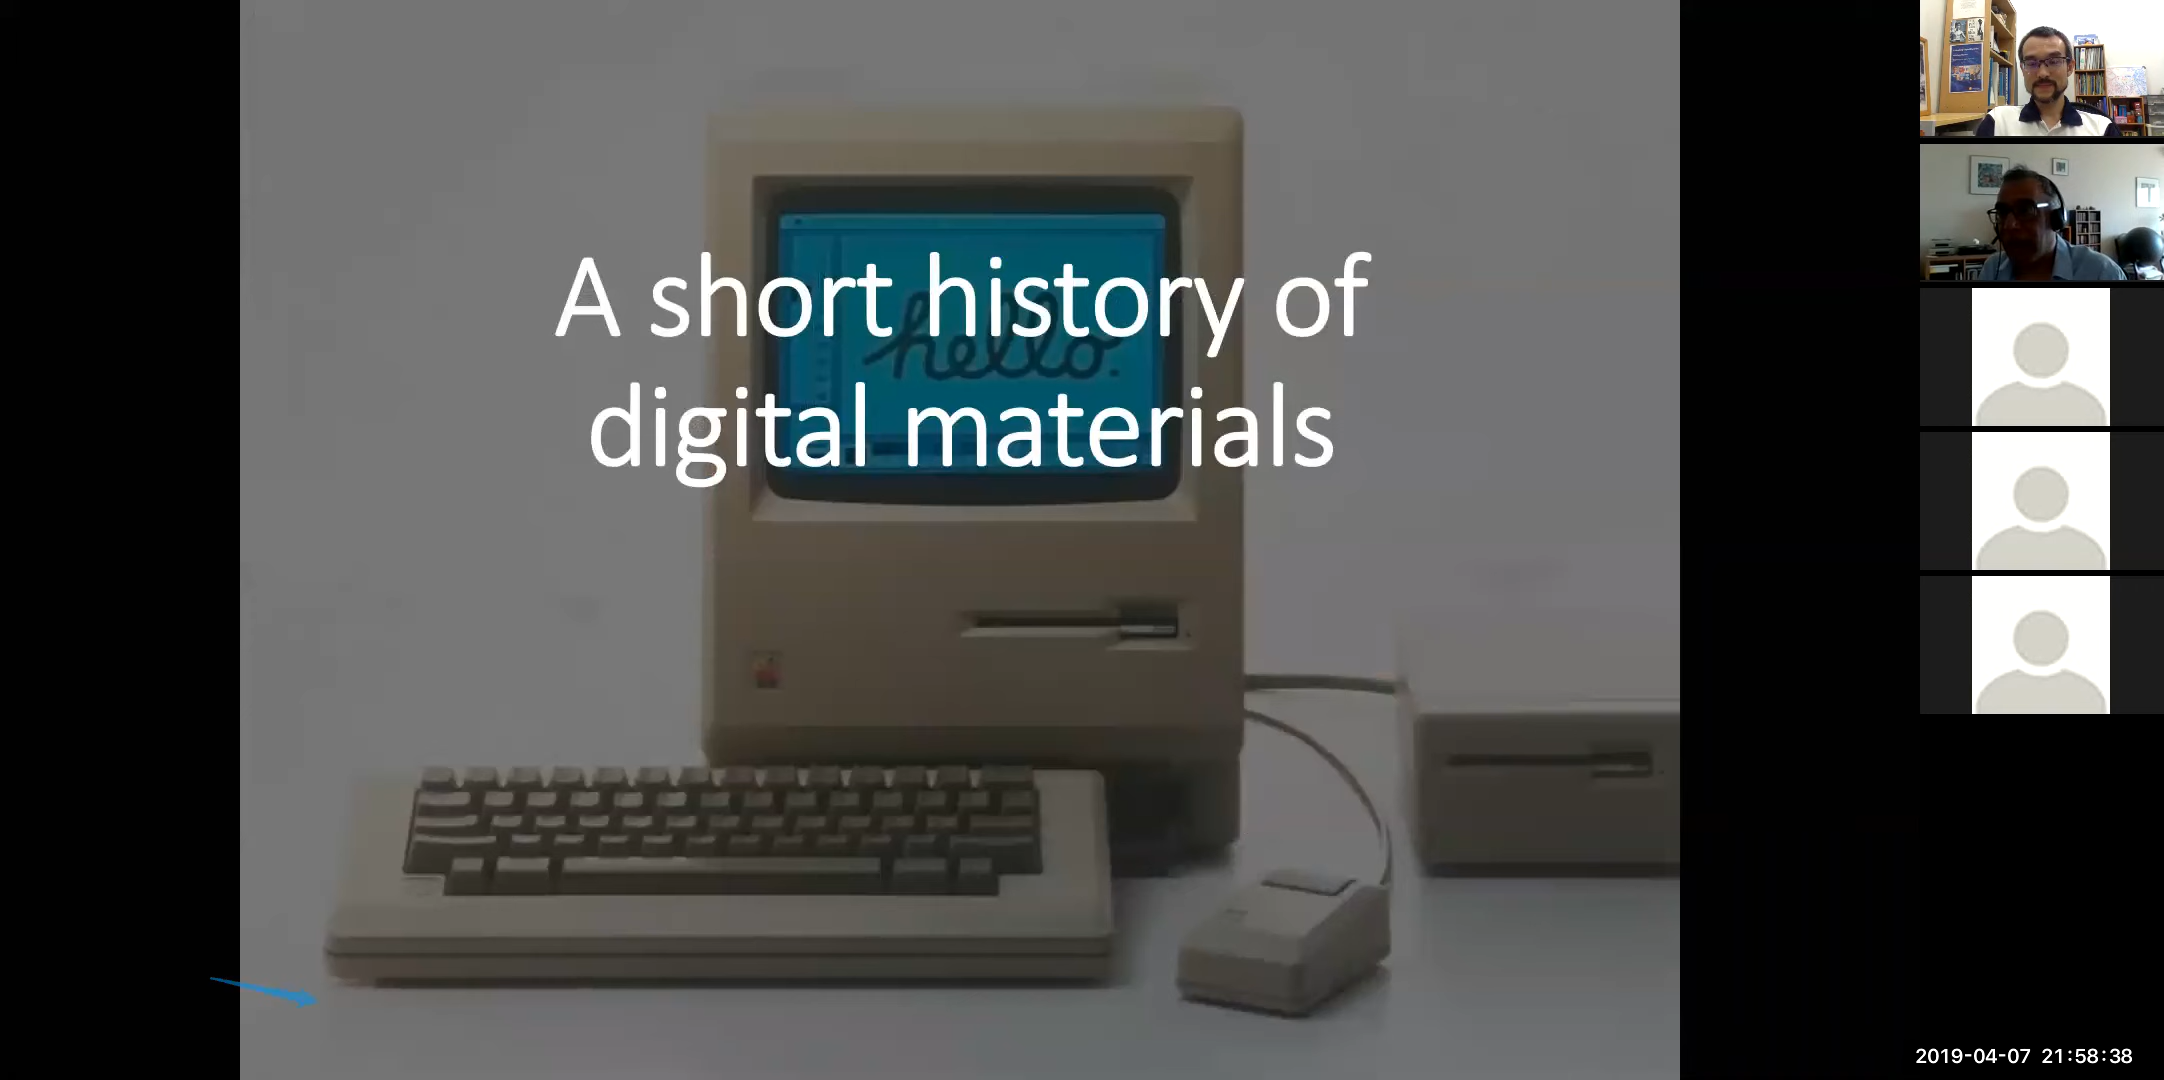 A short history of
digital materials
hello.
2019-04-07 21:58:38